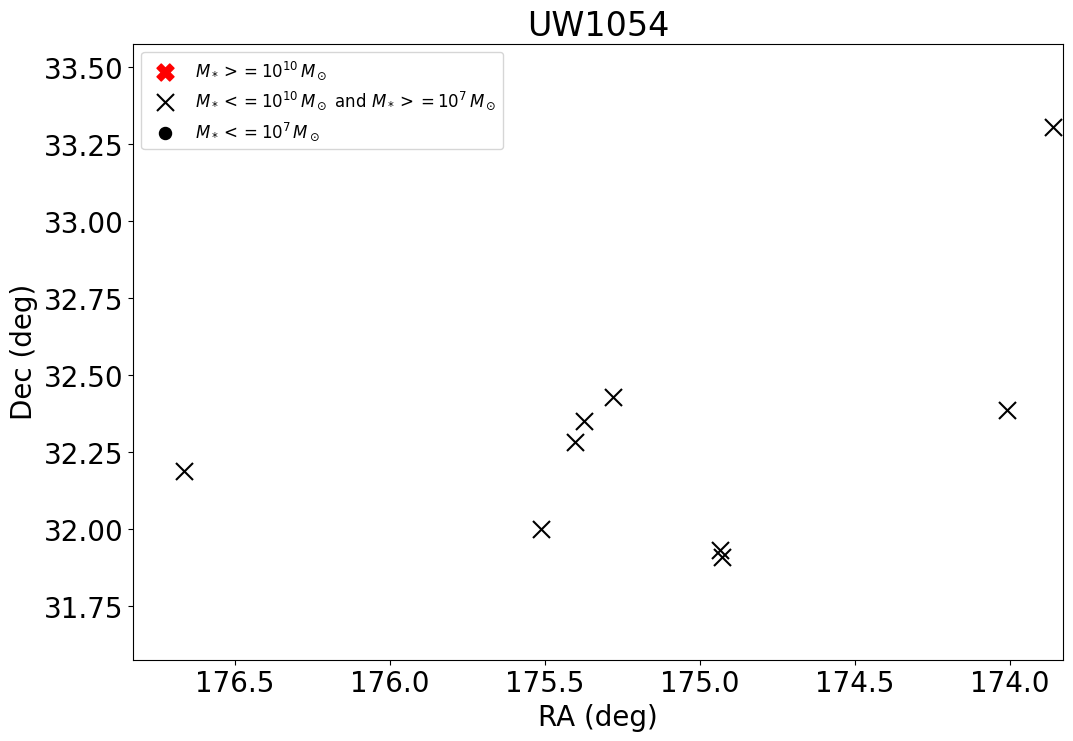 UW1054
M* >= 10^10 M⊙
M* <= 10^10 M⊙ and M* >= 10^7 M⊙
M* <= 10^7 M⊙
33.50
33.25
33.00
32.75
32.50
32.25
32.00
31.75
Dec (deg)
176.5 176.0 175.5 175.0 174.5 174.0
RA (deg)